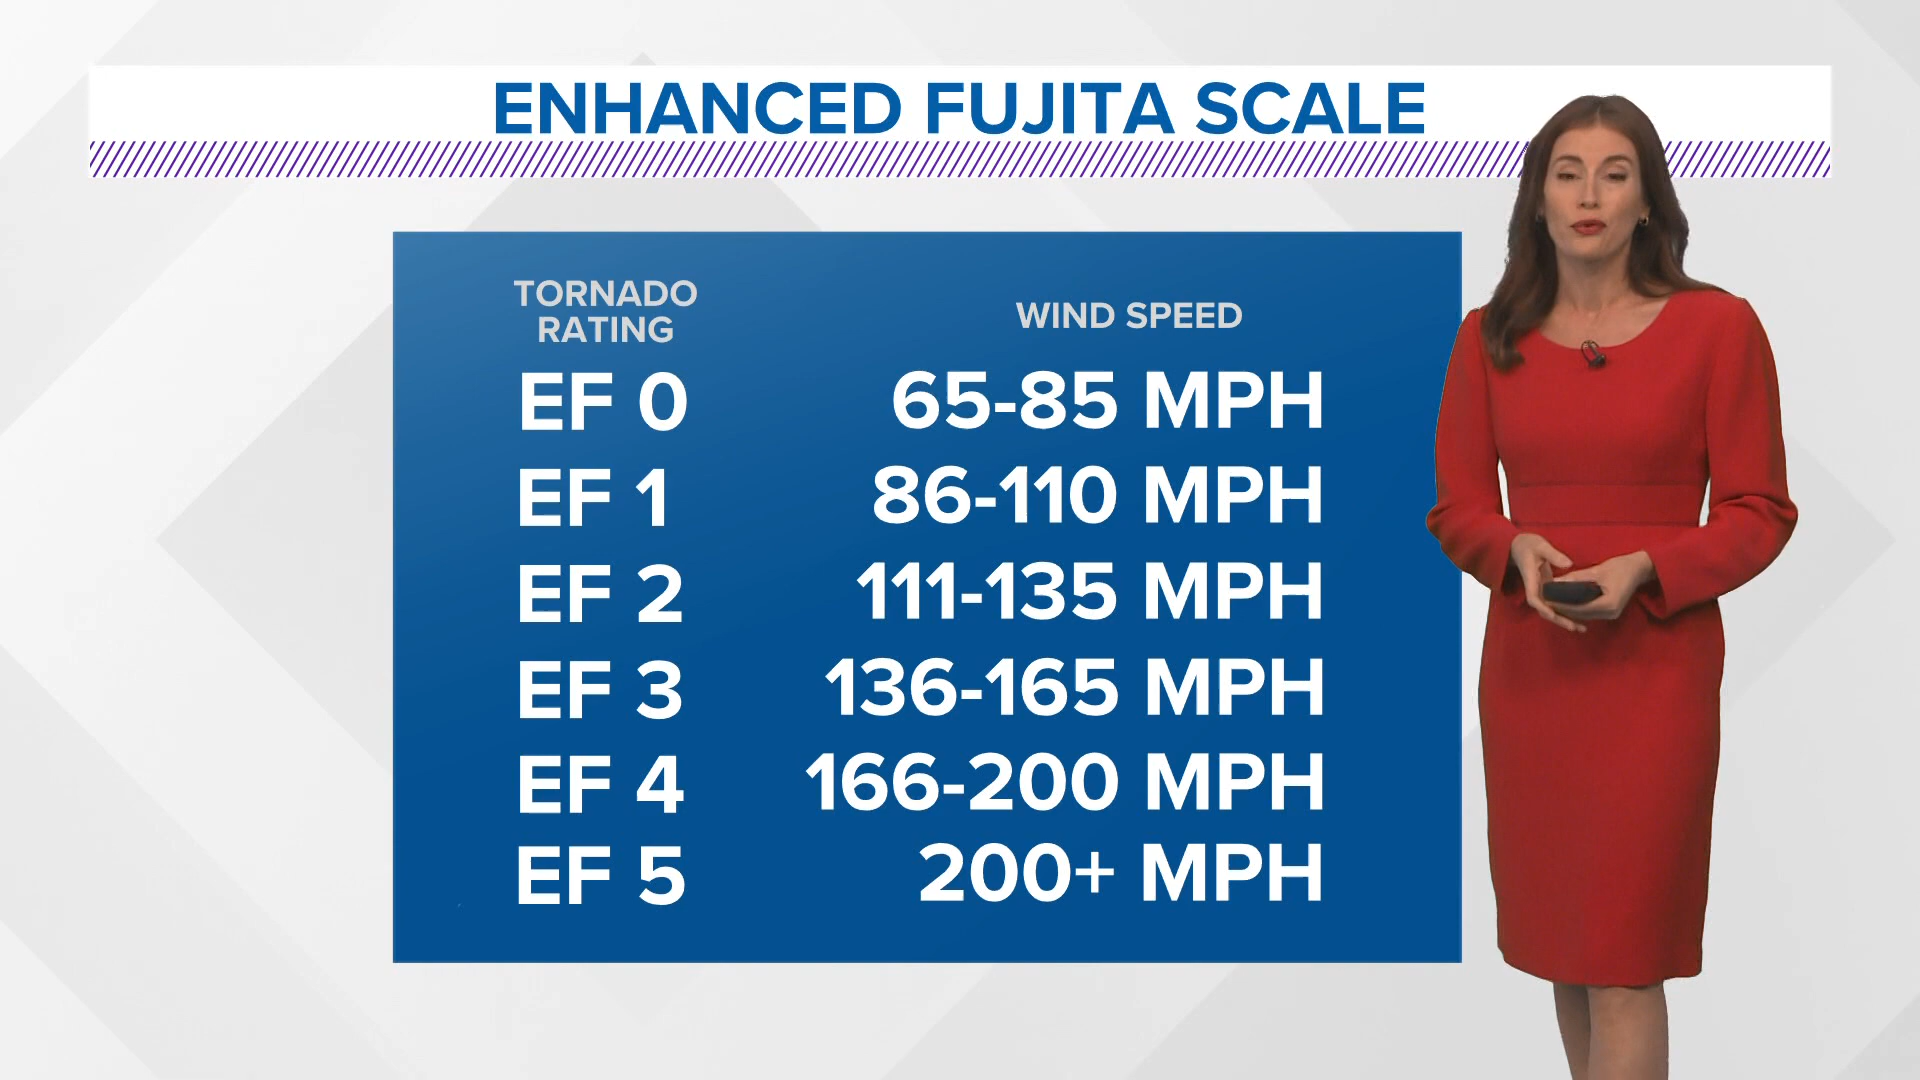 ENHANCED FUJITA SCALE
TORNADO
RATING
WIND SPEED
EF 0 65-85 MPH
EF 1 86-110 MPH
EF 2 111-135 MPH
EF 3 136-165 MPH
EF 4 166-200 MPH
EF 5 200+ MPH